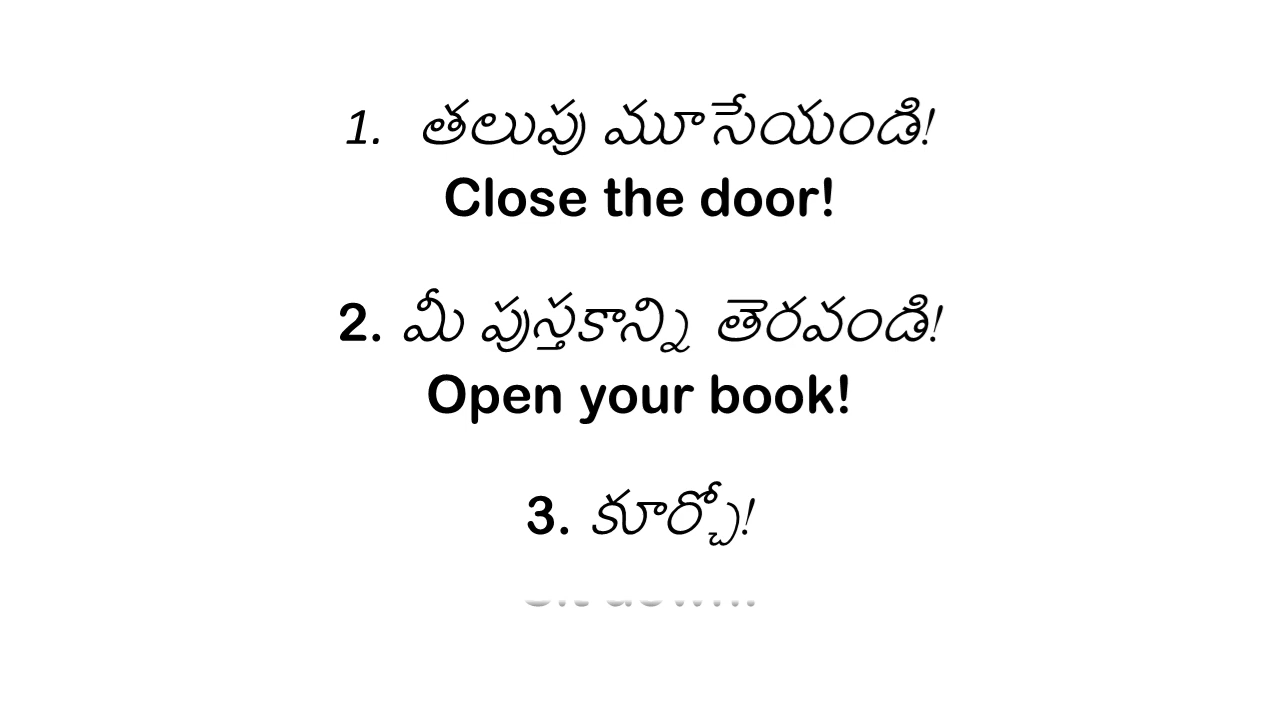 1. తలుపు మూసేయండి!
Close the door!
2. మీ పుస్తకాన్ని తెరవండి!
Open your book!
3. కూర్చో!